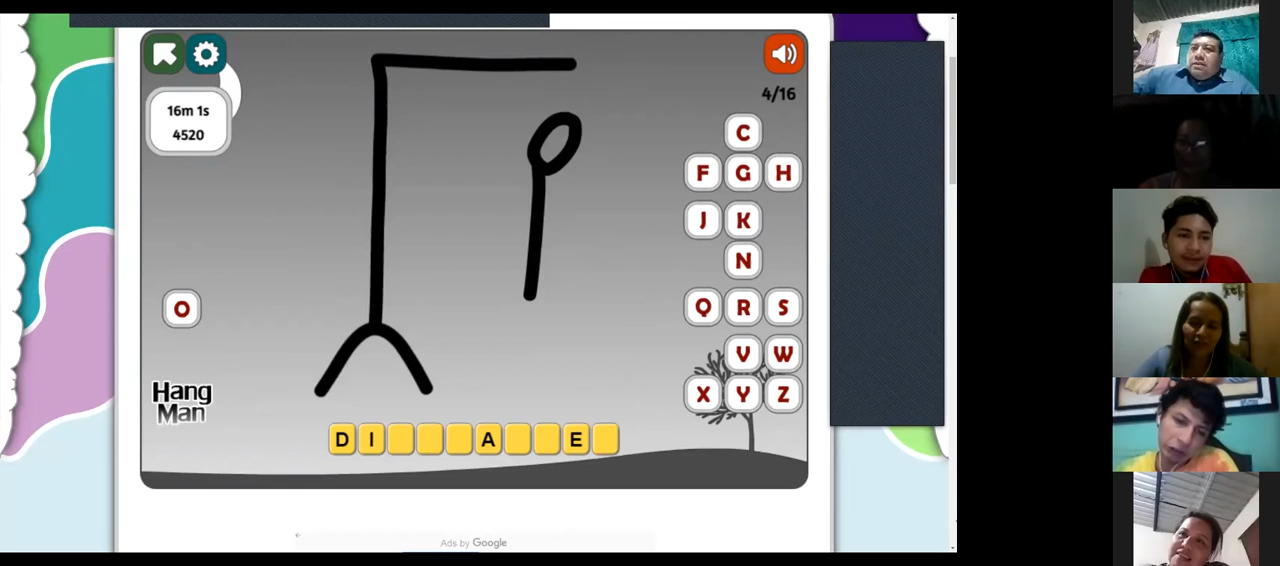 16m 1s
4520
4/16
C
F G H
J K
N
O
Q R S
V W
X Y Z
Hang
Man
D I A E
Ads by Google